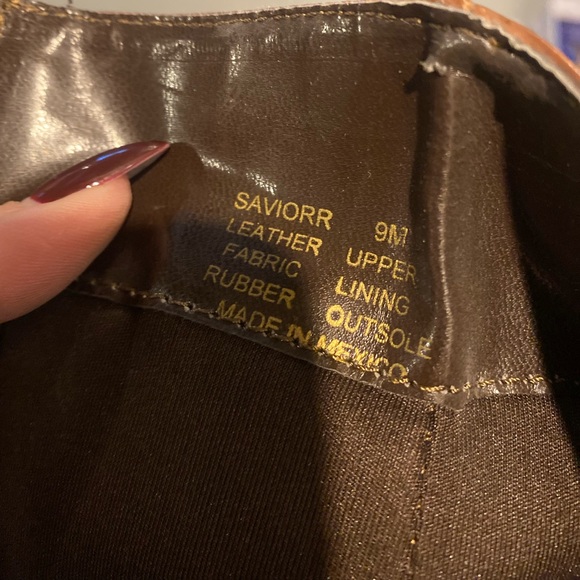 SAVIORR 9M
LEATHER UPPER
FABRIC LINING
RUBBER OUTSOLE
MADE IN MEXICO